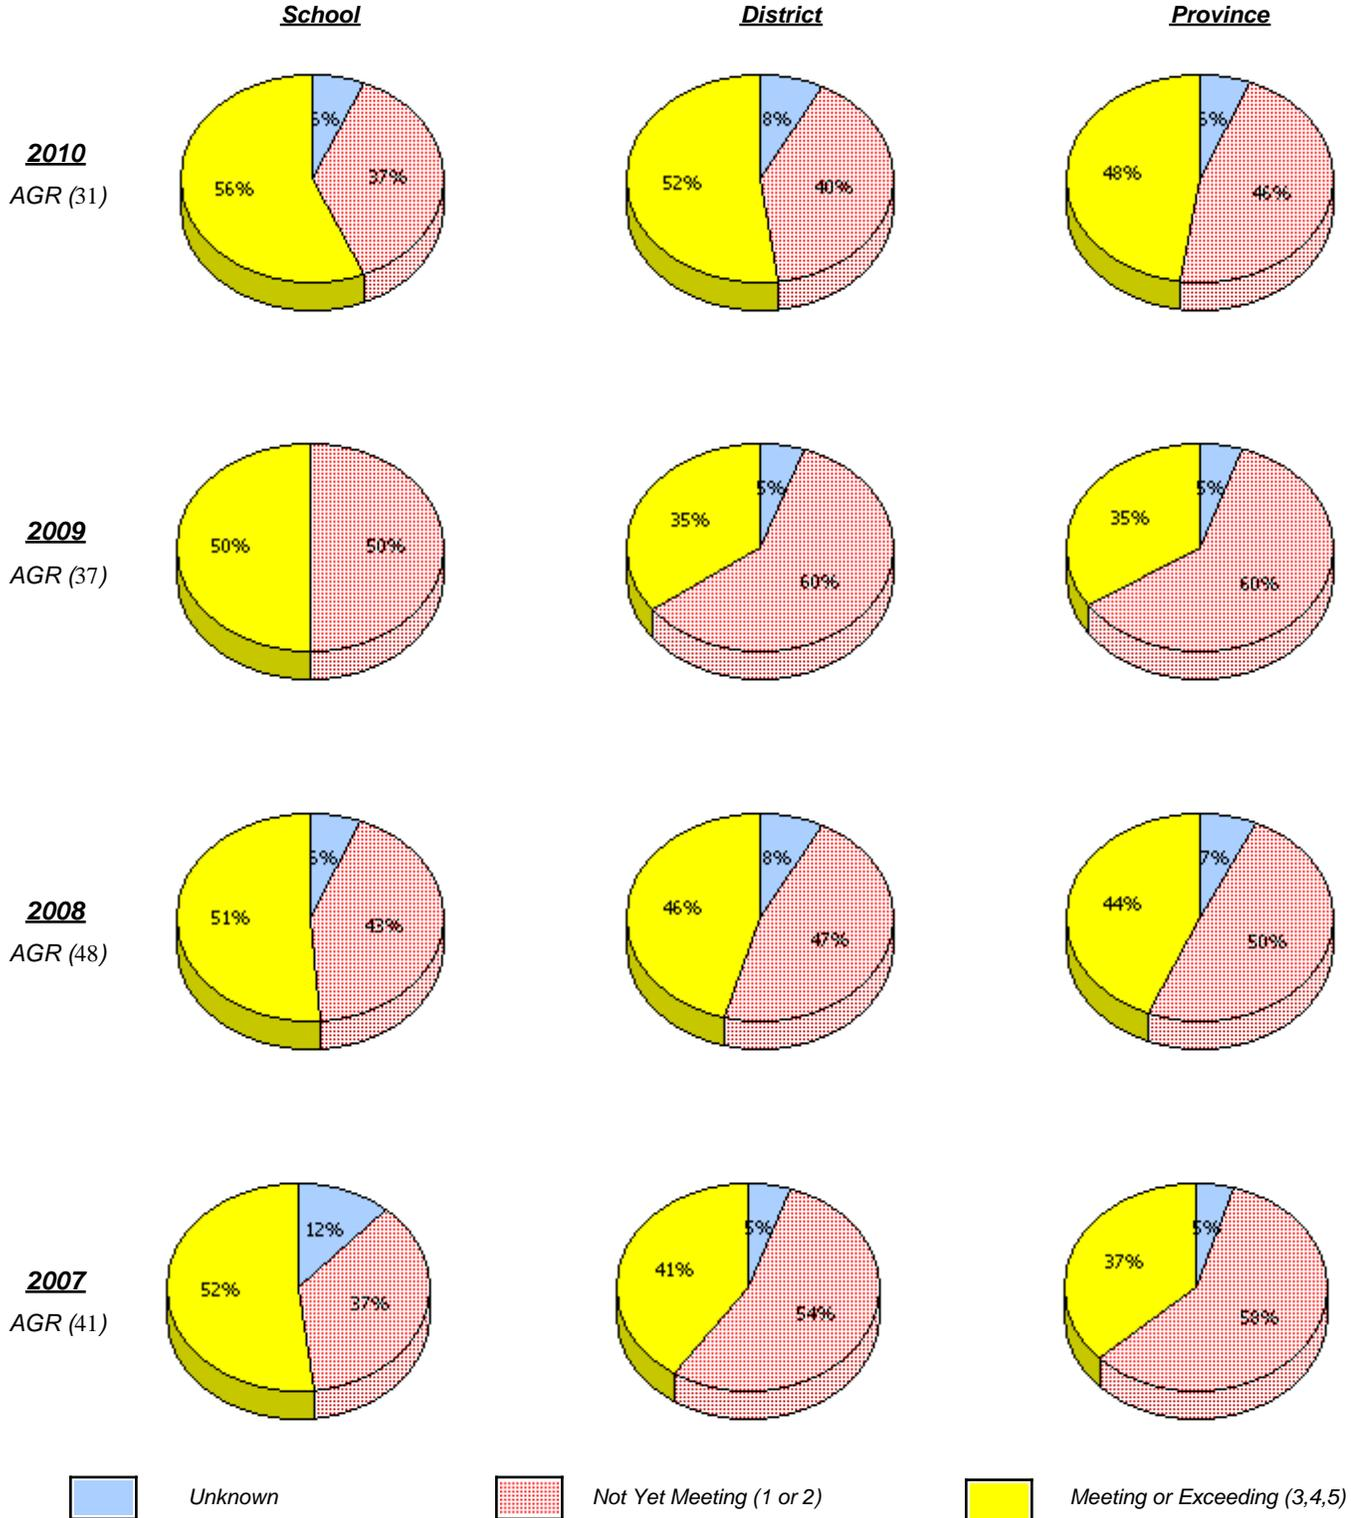 School District Province
2010
AGR (31)
6% 37% 56%
8% 40% 52%
6% 46% 48%
2009
AGR (37)
50% 50%
5% 60% 35%
5% 60% 35%
2008
AGR (48)
6% 43% 51%
8% 47% 46%
7% 50% 44%
2007
AGR (41)
12% 37% 52%
5% 54% 41%
5% 58% 37%
Unknown Not Yet Meeting (1 or 2) Meeting or Exceeding (3,4,5)